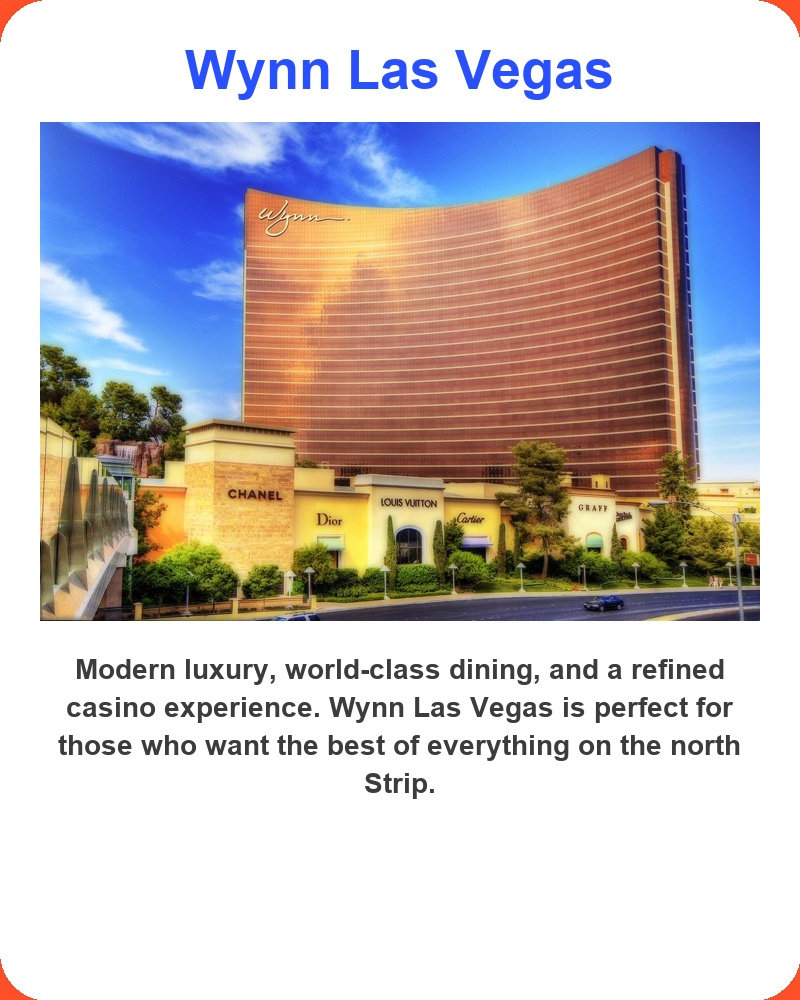 Wynn Las Vegas
Wynn
CHANEL
Dior
LOUIS VUITTON
Cartier
GRAFF
Modern luxury, world-class dining, and a refined
casino experience. Wynn Las Vegas is perfect for
those who want the best of everything on the north
Strip.